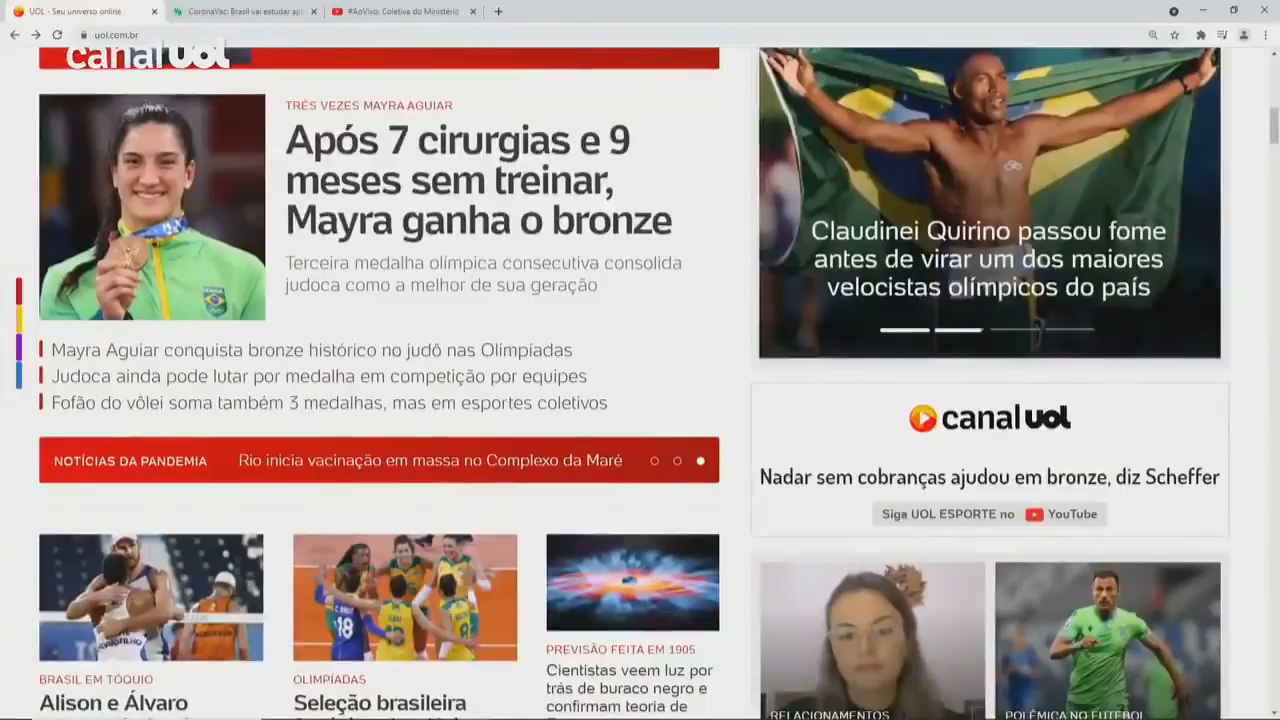 UOL - Seu universo online
CoronaVac: Brasil vai estudar ap
#AoVivo: Coletiva do Ministério
uol.com.br
canal UOL
TRÊS VEZES MAYRA AGUIAR
Após 7 cirurgias e 9
meses sem treinar,
Mayra ganha o bronze
Terceira medalha olímpica consecutiva consolida
judoca como a melhor de sua geração
Mayra Aguiar conquista bronze histórico no judô nas Olimpíadas
Judoca ainda pode lutar por medalha em competição por equipes
Fofão do vôlei soma também 3 medalhas, mas em esportes coletivos
NOTÍCIAS DA PANDEMIA Rio inicia vacinação em massa no Complexo da Maré
BRASIL EM TÓQUIO
Alison e Álvaro
OLIMPÍADAS
Seleção brasileira
PREVISÃO FEITA EM 1905
Cientistas veem luz por
trás de buraco negro e
confirmam teoria de
Claudinei Quirino passou fome
antes de virar um dos maiores
velocistas olímpicos do país
canal UOL
Nadar sem cobranças ajudou em bronze, diz Scheffer
Siga UOL ESPORTE no YouTube
RELACIONAMENTOS
POLÊMICA NO FUTEBOL
18
8